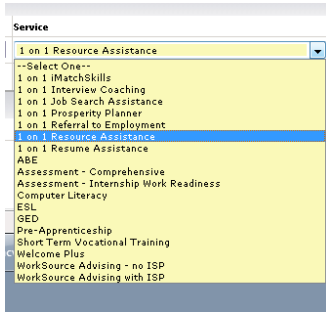 Service
1 on 1 Resource Assistance
--Select One--
1 on 1 iMatchSkills
1 on 1 Interview Coaching
1 on 1 Job Search Assistance
1 on 1 Prosperity Planner
1 on 1 Referral to Employment
1 on 1 Resource Assistance
1 on 1 Resume Assistance
ABE
Assessment - Comprehensive
Assessment - Internship Work Readiness
Computer Literacy
ESL
GED
Pre-Apprenticeship
Short Term Vocational Training
Welcome Plus
WorkSource Advising - no ISP
WorkSource Advising with ISP